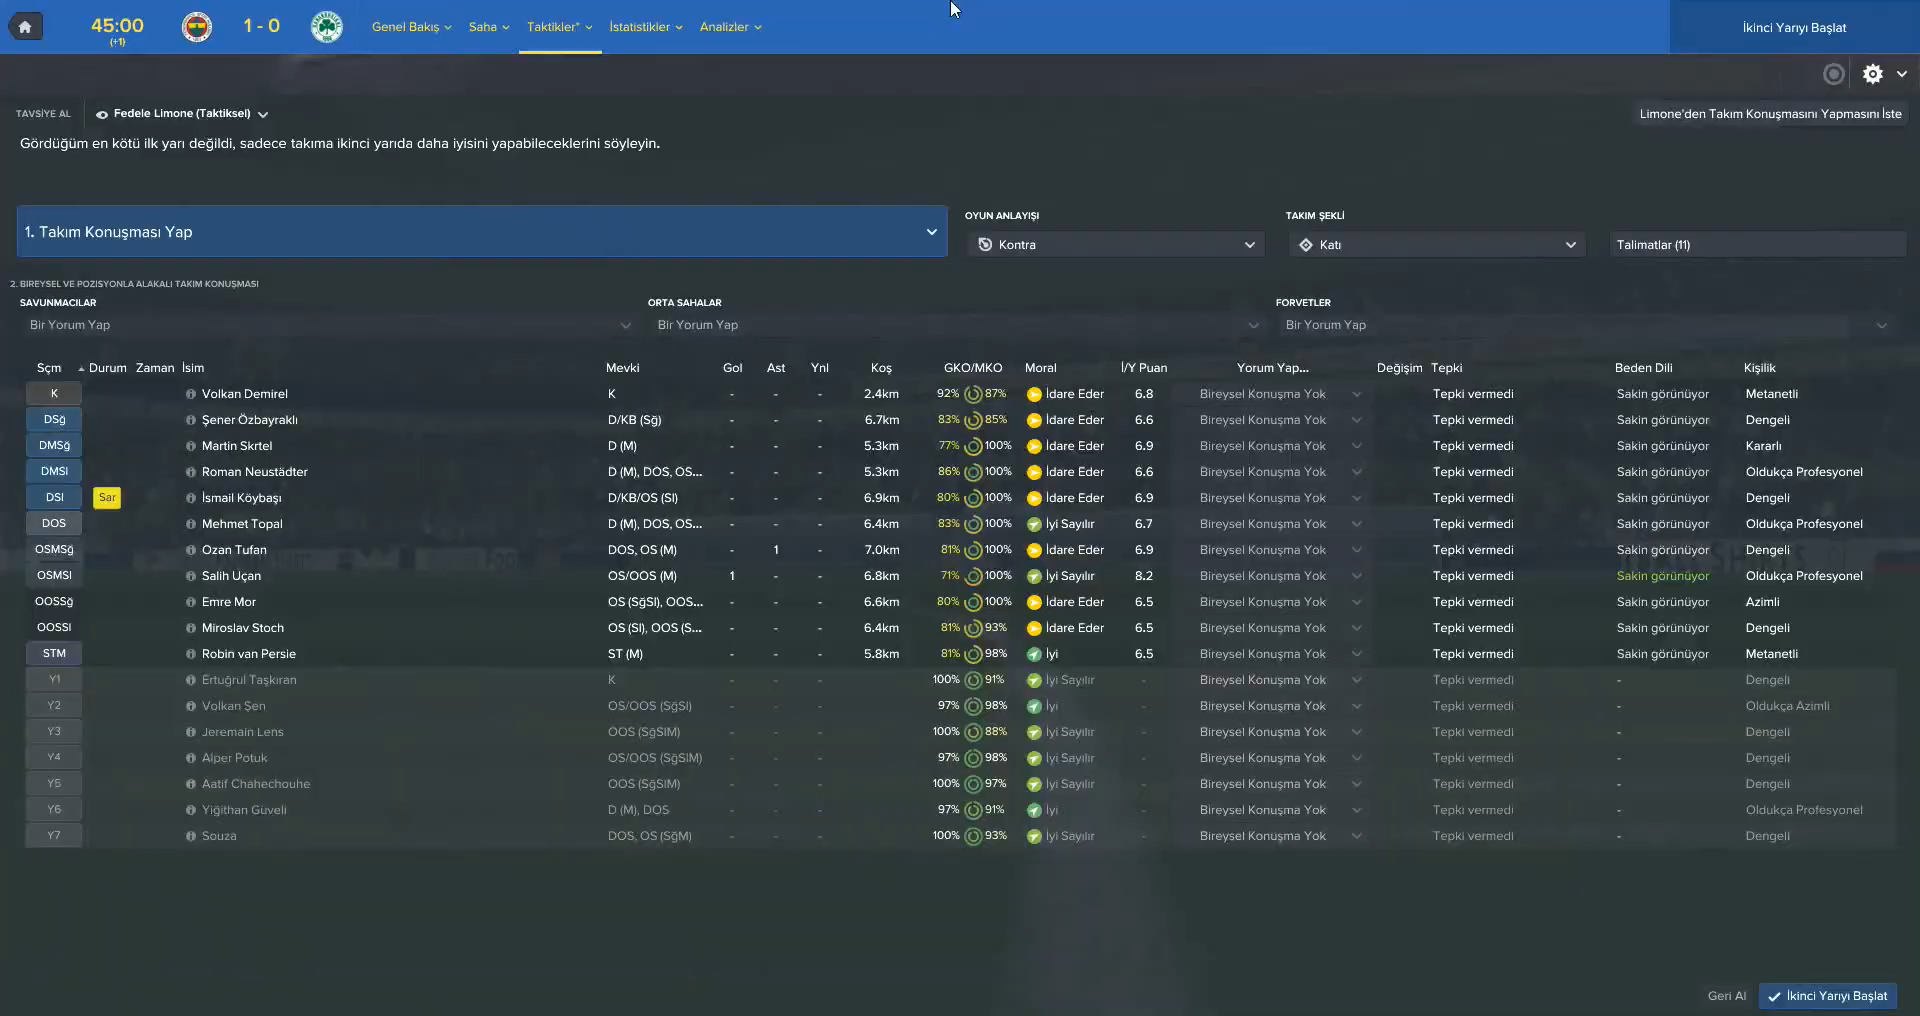 45:00 1 - 0 Genel Bakış Saha Taktikler* İstatistikler Analizler İkinci Yarıyı Başlat
(+1)
TAVSİYE AL Fedele Limone (Taktiksel) Limone'den Takım Konuşmasını Yapmasını İste
Gördüğüm en kötü ilk yarı değildi, sadece takıma ikinci yarıda daha iyisini yapabileceklerini söyleyin.
OYUN ANLAYIŞI TAKIM ŞEKLİ
1. Takım Konuşması Yap Kontra Katı Talimatlar (11)
2. BIREYSEL VE POZISYONLA ALAKALI TAKIM KONUŞMASI
SAVUNMACILAR ORTA SAHALAR FORVETLER
Bir Yorum Yap Bir Yorum Yap Bir Yorum Yap
Sçm Durum Zaman İsim Mevki Gol Ast Ynl Koş GKO/MKO Moral İ/Y Puan Yorum Yap... Değişim Tepki Beden Dili Kişilik
K Volkan Demirel K - - - 2.4km 92% 87% İdare Eder 6.8 Bireysel Konuşma Yok Tepki vermedi Sakin görünüyor Metanetli
DSğ Şener Özbayraklı D/KB (Sğ) - - - 6.7km 83% 85% İdare Eder 6.6 Bireysel Konuşma Yok Tepki vermedi Sakin görünüyor Dengeli
DMSğ Martin Skrtel D (M) - - - 5.3km 77% 100% İdare Eder 6.9 Bireysel Konuşma Yok Tepki vermedi Sakin görünüyor Kararlı
DMSl Roman Neustädter D (M), DOS, OS... - - - 5.3km 86% 100% İdare Eder 6.6 Bireysel Konuşma Yok Tepki vermedi Sakin görünüyor Oldukça Profesyonel
DSl Sar İsmail Köybaşı D/KB/OS (Sl) - - - 6.9km 80% 100% İdare Eder 6.9 Bireysel Konuşma Yok Tepki vermedi Sakin görünüyor Dengeli
DOS Mehmet Topal D (M), DOS, OS... - - - 6.4km 83% 100% İyi Sayılır 6.7 Bireysel Konuşma Yok Tepki vermedi Sakin görünüyor Oldukça Profesyonel
OSMSğ Ozan Tufan DOS, OS (M) - 1 - 7.0km 81% 100% İdare Eder 6.9 Bireysel Konuşma Yok Tepki vermedi Sakin görünüyor Dengeli
OSMSl Salih Uçan OS/OOS (M) 1 - - 6.8km 71% 100% İyi Sayılır 8.2 Bireysel Konuşma Yok Tepki vermedi Sakin görünüyor Oldukça Profesyonel
OOSSğ Emre Mor OS (SğSl), OOS... - - - 6.6km 80% 100% İdare Eder 6.5 Bireysel Konuşma Yok Tepki vermedi Sakin görünüyor Azimli
OOSSl Miroslav Stoch OS (Sl), OOS (S... - - - 6.4km 81% 93% İdare Eder 6.5 Bireysel Konuşma Yok Tepki vermedi Sakin görünüyor Dengeli
STM Robin van Persie ST (M) - - - 5.8km 81% 98% İyi 6.5 Bireysel Konuşma Yok Tepki vermedi Sakin görünüyor Metanetli
Y1 Ertuğrul Taşkıran K - - - 100% 91% İyi Sayılır - Bireysel Konuşma Yok Tepki vermedi - Dengeli
Y2 Volkan Şen OS/OOS (SğSl) - - - 97% 98% İyi - Bireysel Konuşma Yok Tepki vermedi - Oldukça Azimli
Y3 Jeremain Lens OOS (SğSlM) - - - 100% 88% İyi Sayılır - Bireysel Konuşma Yok Tepki vermedi - Dengeli
Y4 Alper Potuk OS/OOS (SğSlM) - - - 97% 98% İyi Sayılır - Bireysel Konuşma Yok Tepki vermedi - Dengeli
Y5 Aatif Chahechouhe OOS (SğSlM) - - - 100% 97% İyi Sayılır - Bireysel Konuşma Yok Tepki vermedi - Dengeli
Y6 Yiğithan Güveli D (M), DOS - - - 97% 91% İyi - Bireysel Konuşma Yok Tepki vermedi - Oldukça Profesyonel
Y7 Souza DOS, OS (SğM) - - - 100% 93% İyi Sayılır - Bireysel Konuşma Yok Tepki vermedi - Dengeli
Geri Al İkinci Yarıyı Başlat